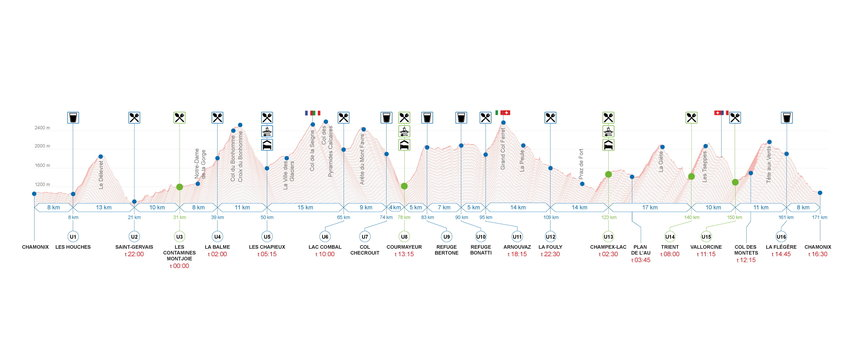 2400 m
2000 m
1600 m
1200 m
Le Délevret
Notre-Dame
de la Gorge
Col du Bonhomme
Croix du Bonhomme
La Ville des
Glaciers
Col de la Seigne
Col des
Pyramides Calcaires
Arête du Mont Favre
Grand Col Ferret
La Peule
Praz de Fort
La Giète
Les Tseppes
Tête aux Vents
8 km
13 km
10 km
8 km
11 km
15 km
9 km
4 km
5 km
7 km
5 km
14 km
14 km
17 km
10 km
11 km
8 km
8 km
21 km
31 km
39 km
50 km
65 km
74 km
78 km
83 km
90 km
95 km
109 km
123 km
140 km
150 km
161 km
171 km
U1
U2
U3
U4
U5
U6
U7
U8
U9
U10
U11
U12
U13
U14
U15
U16
CHAMONIX
LES HOUCHES
SAINT-GERVAIS
22:00
LES
CONTAMINES
MONTJOIE
00:00
LA BALME
02:00
LES CHAPIEUX
05:15
LAC COMBAL
10:00
COL
CHECROUIT
COURMAYEUR
13:15
REFUGE
BERTONE
REFUGE
BONATTI
ARNOUVAZ
18:15
LA FOULY
22:30
CHAMPEX-LAC
02:30
PLAN
DE L'AU
03:45
TRIENT
08:00
VALLORCINE
11:15
COL DES
MONTETS
12:15
LA FLÉGÈRE
14:45
CHAMONIX
16:30